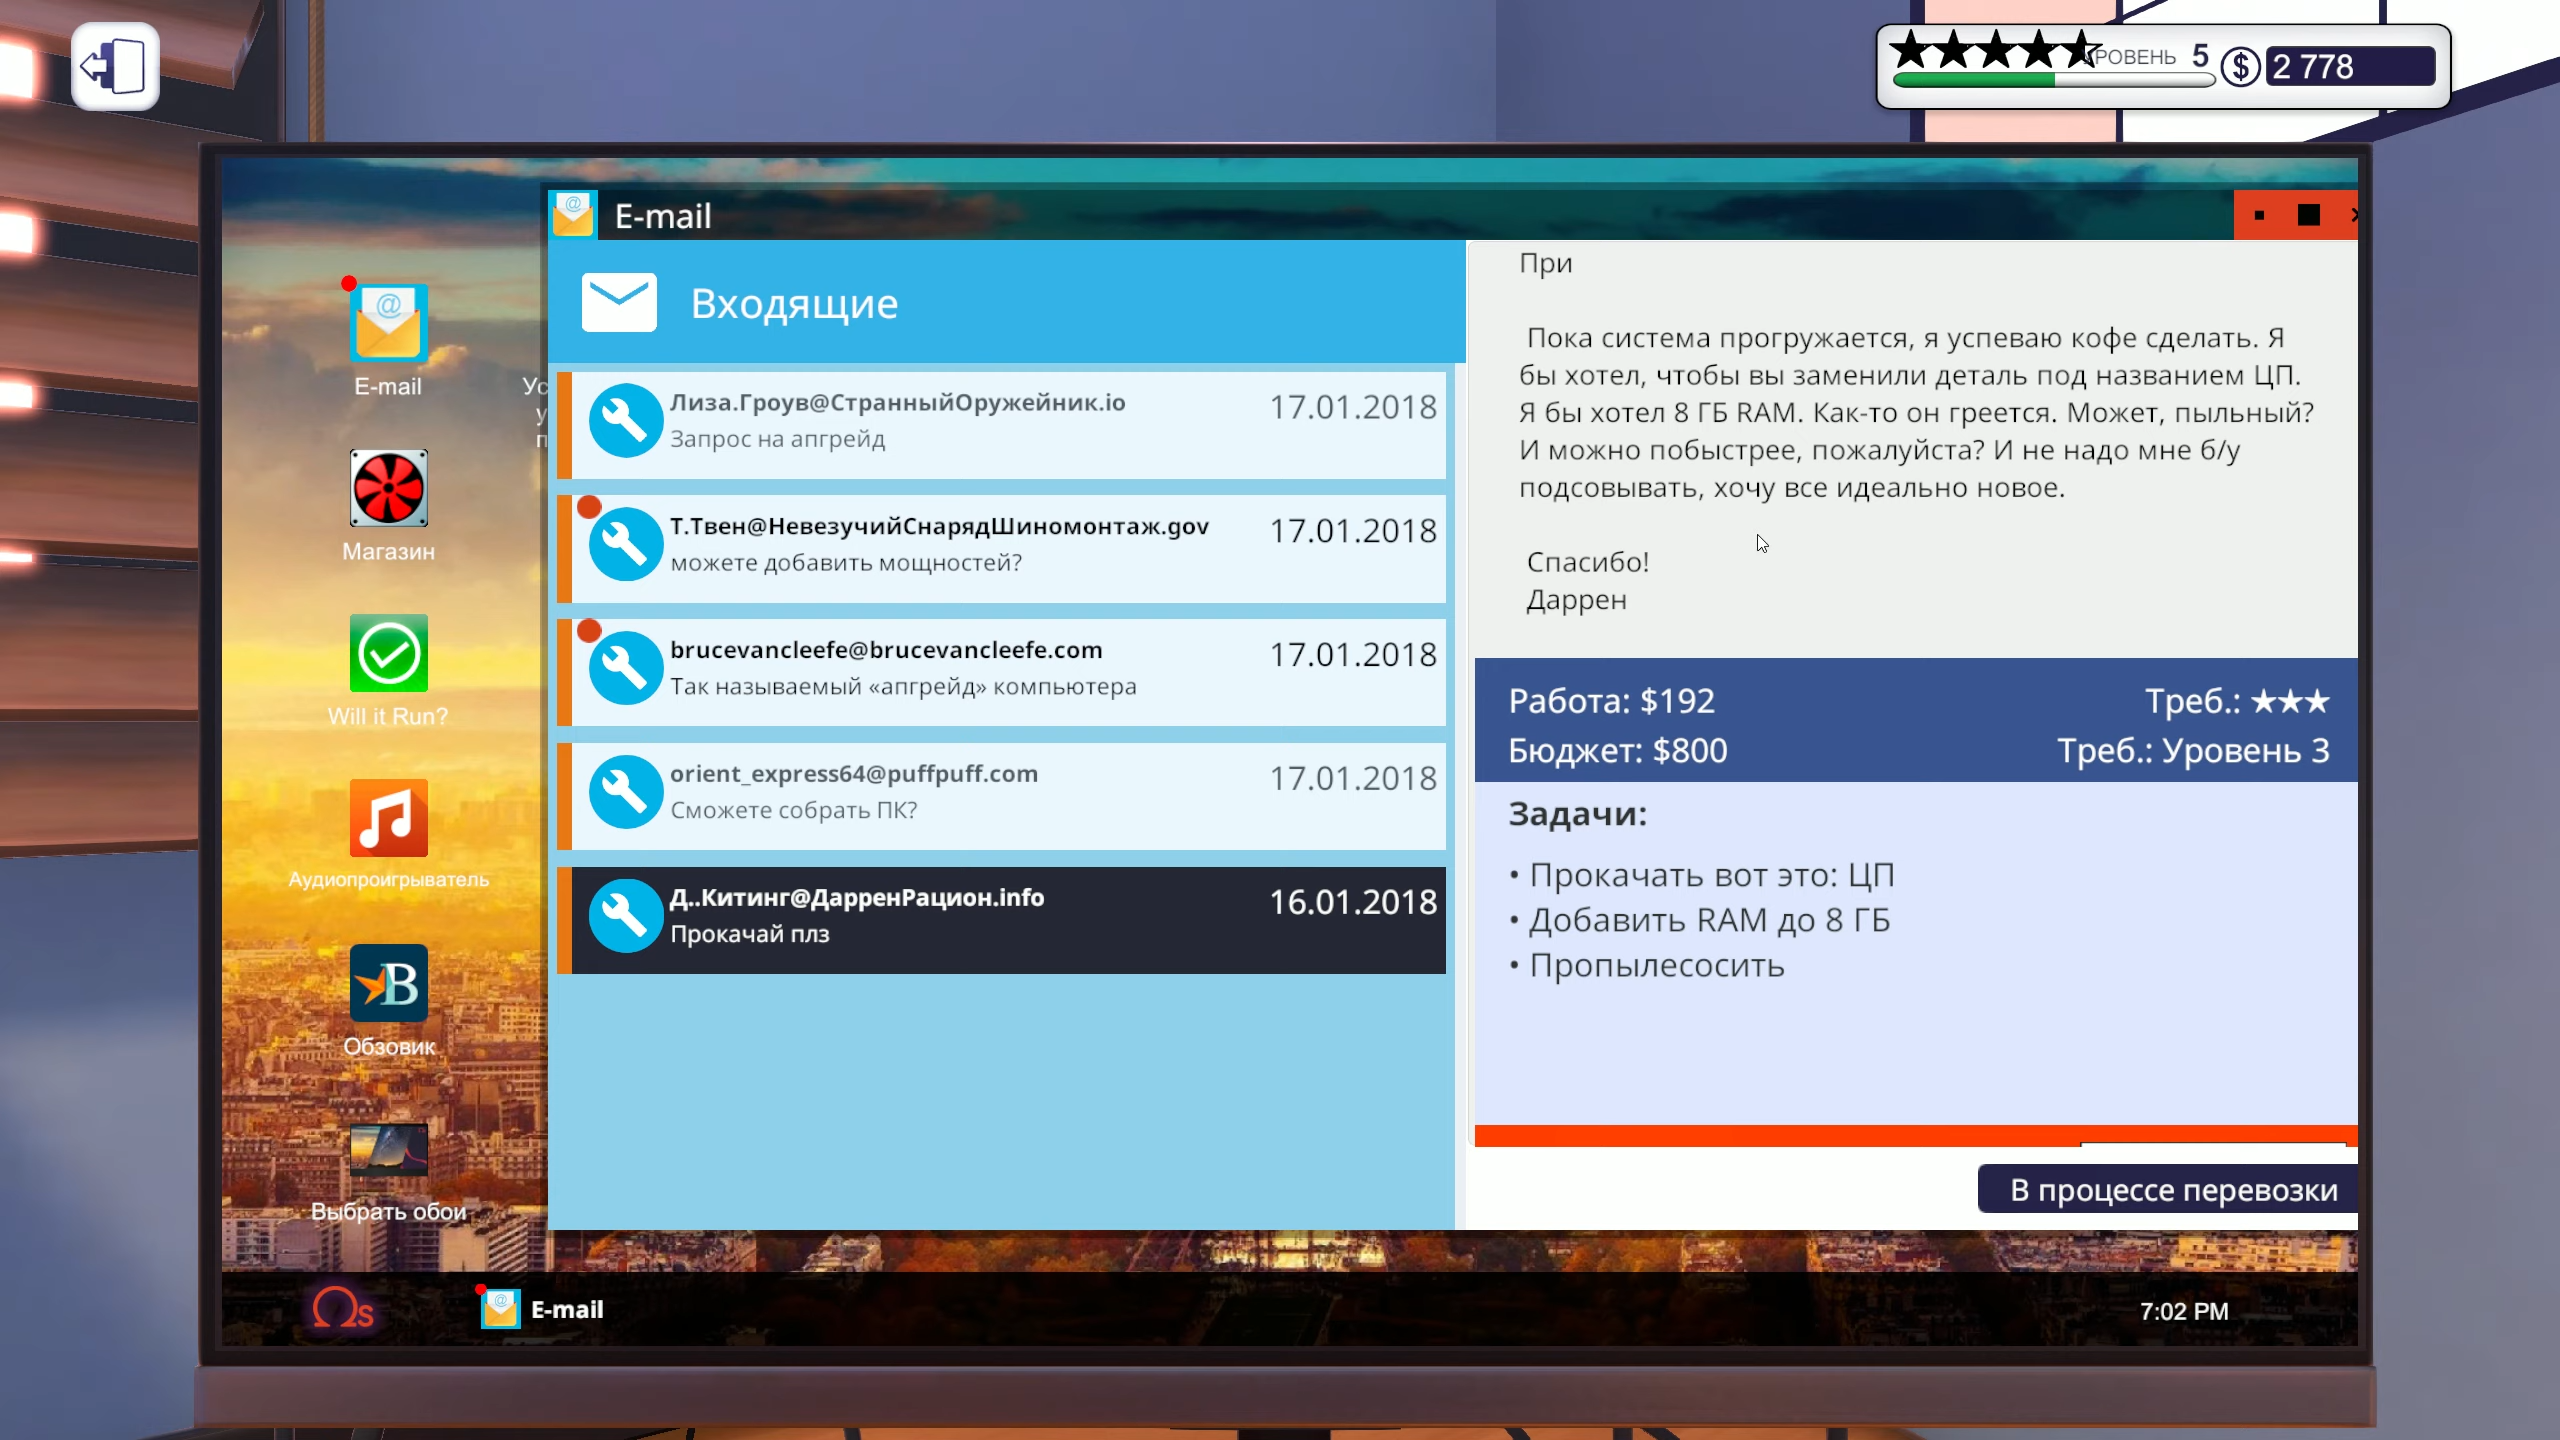 УРОВЕНЬ 5
2 778
E-mail
Входящие
Лиза.Гроув@СтранныйОружейник.io 17.01.2018
Запрос на апгрейд
Т.Твен@НевезучийСнарядШиномонтаж.gov 17.01.2018
можете добавить мощностей?
brucevancleefe@brucevancleefe.com 17.01.2018
Так называемый «апгрейд» компьютера
orient_express64@puffpuff.com 17.01.2018
Сможете собрать ПК?
Д..Китинг@ДарренРацион.info 16.01.2018
Прокачай плз
При
Пока система прогружается, я успеваю кофе сделать. Я
бы хотел, чтобы вы заменили деталь под названием ЦП.
Я бы хотел 8 ГБ RAM. Как-то он греется. Может, пыльный?
И можно побыстрее, пожалуйста? И не надо мне б/у
подсовывать, хочу все идеально новое.
Спасибо!
Даррен
Работа: $192 Треб.: ★★★
Бюджет: $800 Треб.: Уровень 3
Задачи:
• Прокачать вот это: ЦП
• Добавить RAM до 8 ГБ
• Пропылесосить
В процессе перевозки
E-mail
Магазин
Will it Run?
Аудиопроигрыватель
B
Обзовик
Выбрать обои
Ωs
E-mail
7:02 PM